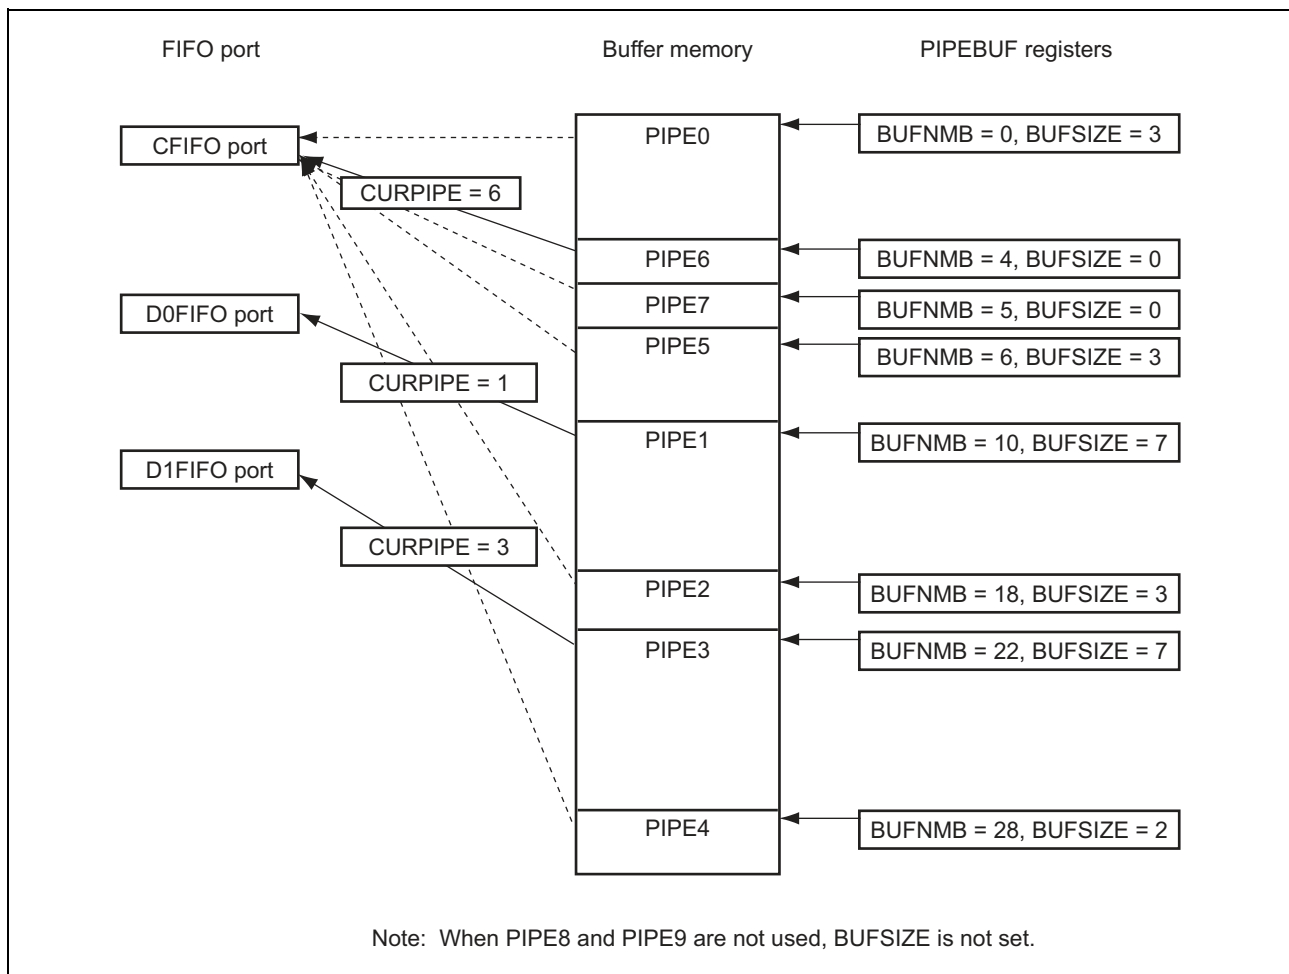 FIFO port
Buffer memory
PIPEBUF registers
CFIFO port
PIPE0
BUFNMB = 0, BUFSIZE = 3
CURPIPE = 6
PIPE6
BUFNMB = 4, BUFSIZE = 0
PIPE7
BUFNMB = 5, BUFSIZE = 0
D0FIFO port
PIPE5
BUFNMB = 6, BUFSIZE = 3
CURPIPE = 1
PIPE1
BUFNMB = 10, BUFSIZE = 7
D1FIFO port
CURPIPE = 3
PIPE2
BUFNMB = 18, BUFSIZE = 3
PIPE3
BUFNMB = 22, BUFSIZE = 7
PIPE4
BUFNMB = 28, BUFSIZE = 2
Note: When PIPE8 and PIPE9 are not used, BUFSIZE is not set.